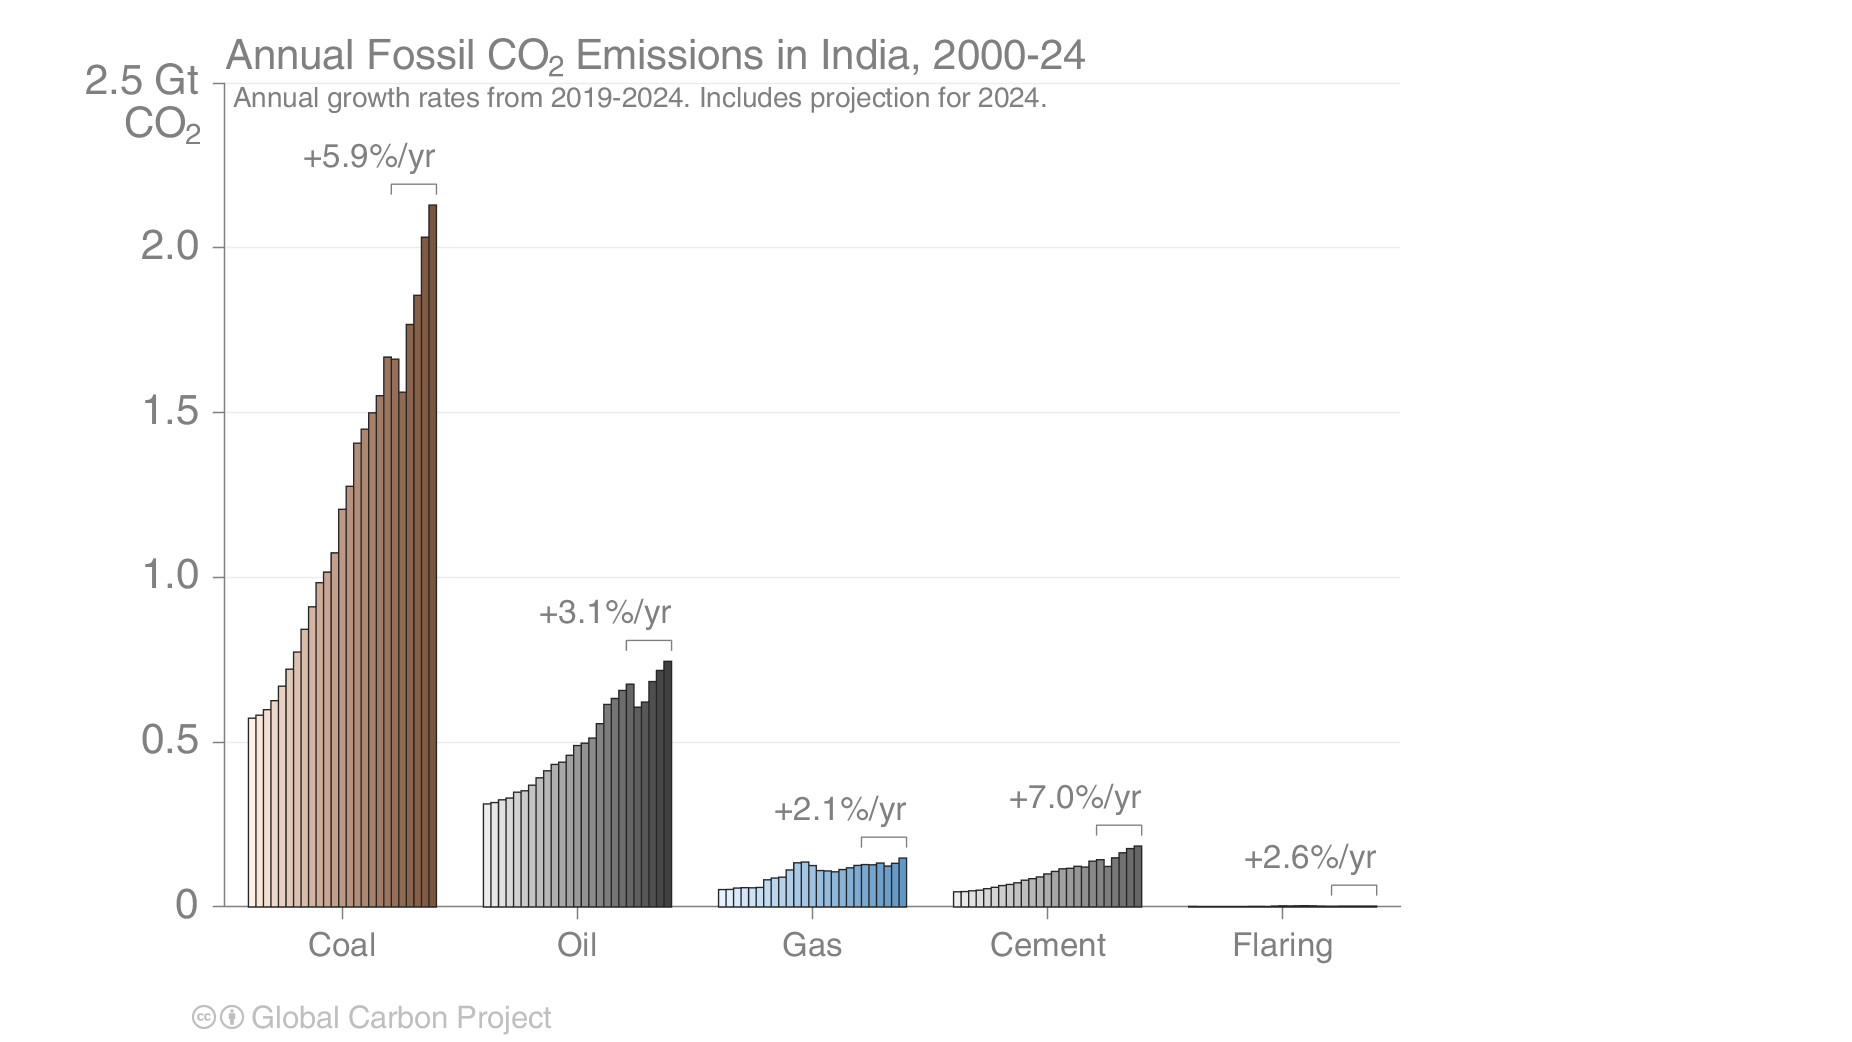 Annual Fossil CO₂ Emissions in India, 2000-24
2.5 Gt
CO₂
Annual growth rates from 2019-2024. Includes projection for 2024.
+5.9%/yr
2.0
1.5
1.0
+3.1%/yr
0.5
+2.1%/yr
+7.0%/yr
+2.6%/yr
0
Coal Oil Gas Cement Flaring
cc Global Carbon Project